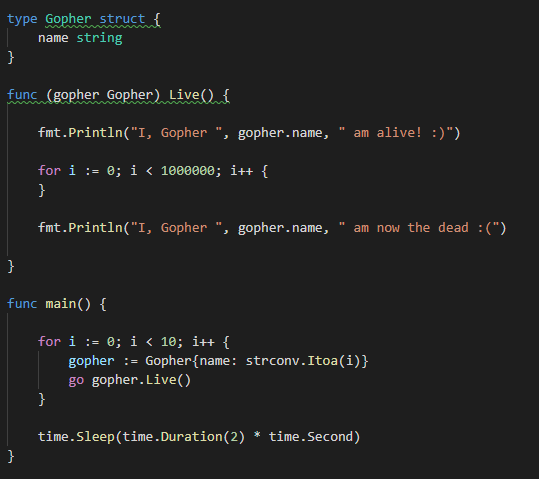 type Gopher struct {
    name string
}
func (gopher Gopher) Live() {
    fmt.Println("I, Gopher ", gopher.name, " am alive! :)")
    for i := 0; i < 1000000; i++ {
    }
    fmt.Println("I, Gopher ", gopher.name, " am now the dead :(")
}
func main() {
    for i := 0; i < 10; i++ {
        gopher := Gopher{name: strconv.Itoa(i)}
        go gopher.Live()
    }
    time.Sleep(time.Duration(2) * time.Second)
}